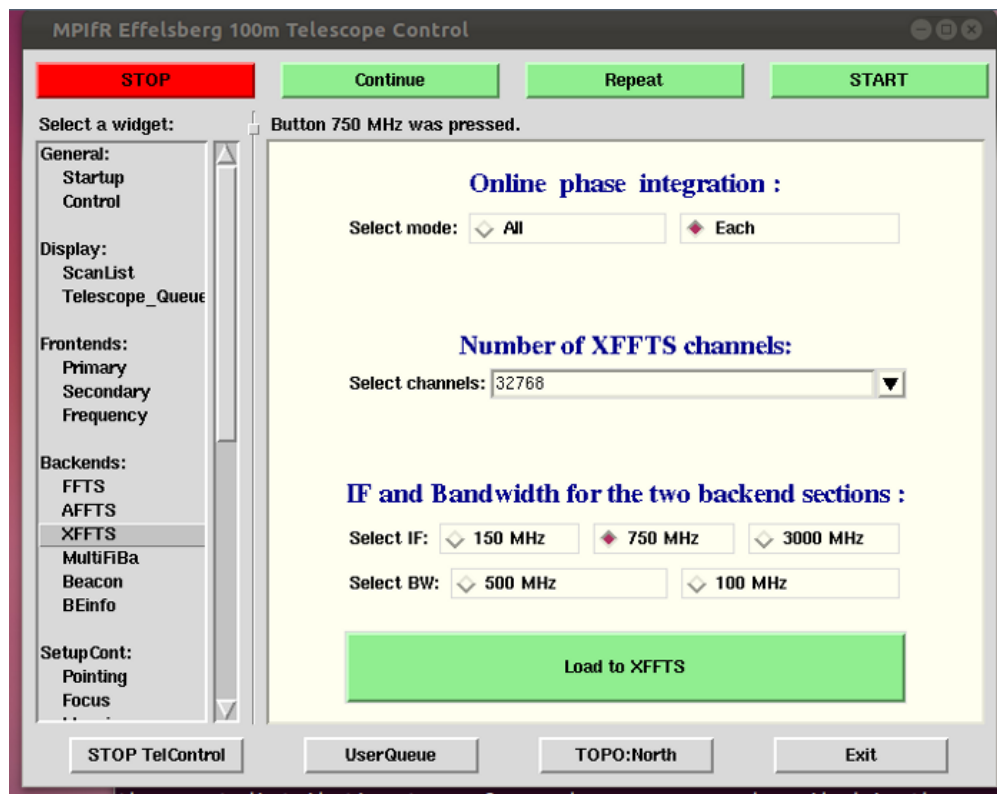 MPIfR Effelsberg 100m Telescope Control
STOP Continue Repeat START
Select a widget:
Button 750 MHz was pressed.
General:
Startup
Control
Display:
ScanList
Telescope_Queue
Frontends:
Primary
Secondary
Frequency
Backends:
FFTS
AFFTS
XFFTS
MultiFiBa
Beacon
BEinfo
SetupCont:
Pointing
Focus
Online phase integration :
Select mode: All Each
Number of XFFTS channels:
Select channels: 32768
IF and Bandwidth for the two backend sections :
Select IF: 150 MHz 750 MHz 3000 MHz
Select BW: 500 MHz 100 MHz
Load to XFFTS
STOP TelControl UserQueue TOPO:North Exit